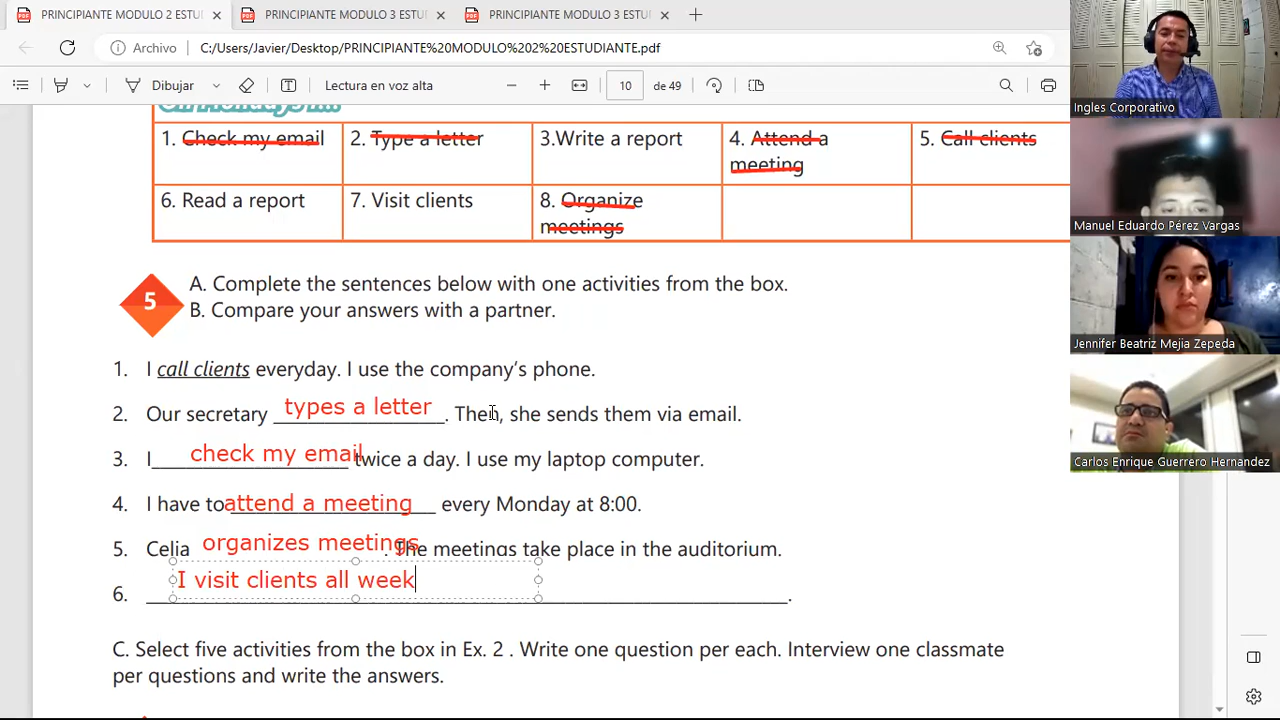 PRINCIPIANTE MODULO 2 ESTU
PRINCIPIANTE MODULO 3 ESTU
PRINCIPIANTE MODULO 3 ESTU
Archivo
C:/Users/Javier/Desktop/PRINCIPIANTE%20MODULO%202%20ESTUDIANTE.pdf
Dibujar
Lectura en voz alta
10
de 49
1. Check my email
2. Type a letter
3.Write a report
4. Attend a
meeting
5. Call clients
6. Read a report
7. Visit clients
8. Organize
meetings
5
A. Complete the sentences below with one activities from the box.
B. Compare your answers with a partner.
1. I call clients everyday. I use the company's phone.
2. Our secretary types a letter. Then, she sends them via email.
3. I check my email twice a day. I use my laptop computer.
4. I have to attend a meeting every Monday at 8:00.
5. Celia organizes meetings. The meetings take place in the auditorium.
6. I visit clients all week.
C. Select five activities from the box in Ex. 2 . Write one question per each. Interview one classmate
per questions and write the answers.
Ingles Corporativo
Manuel Eduardo Pérez Vargas
Jennifer Beatriz Mejia Zepeda
Carlos Enrique Guerrero Hernandez